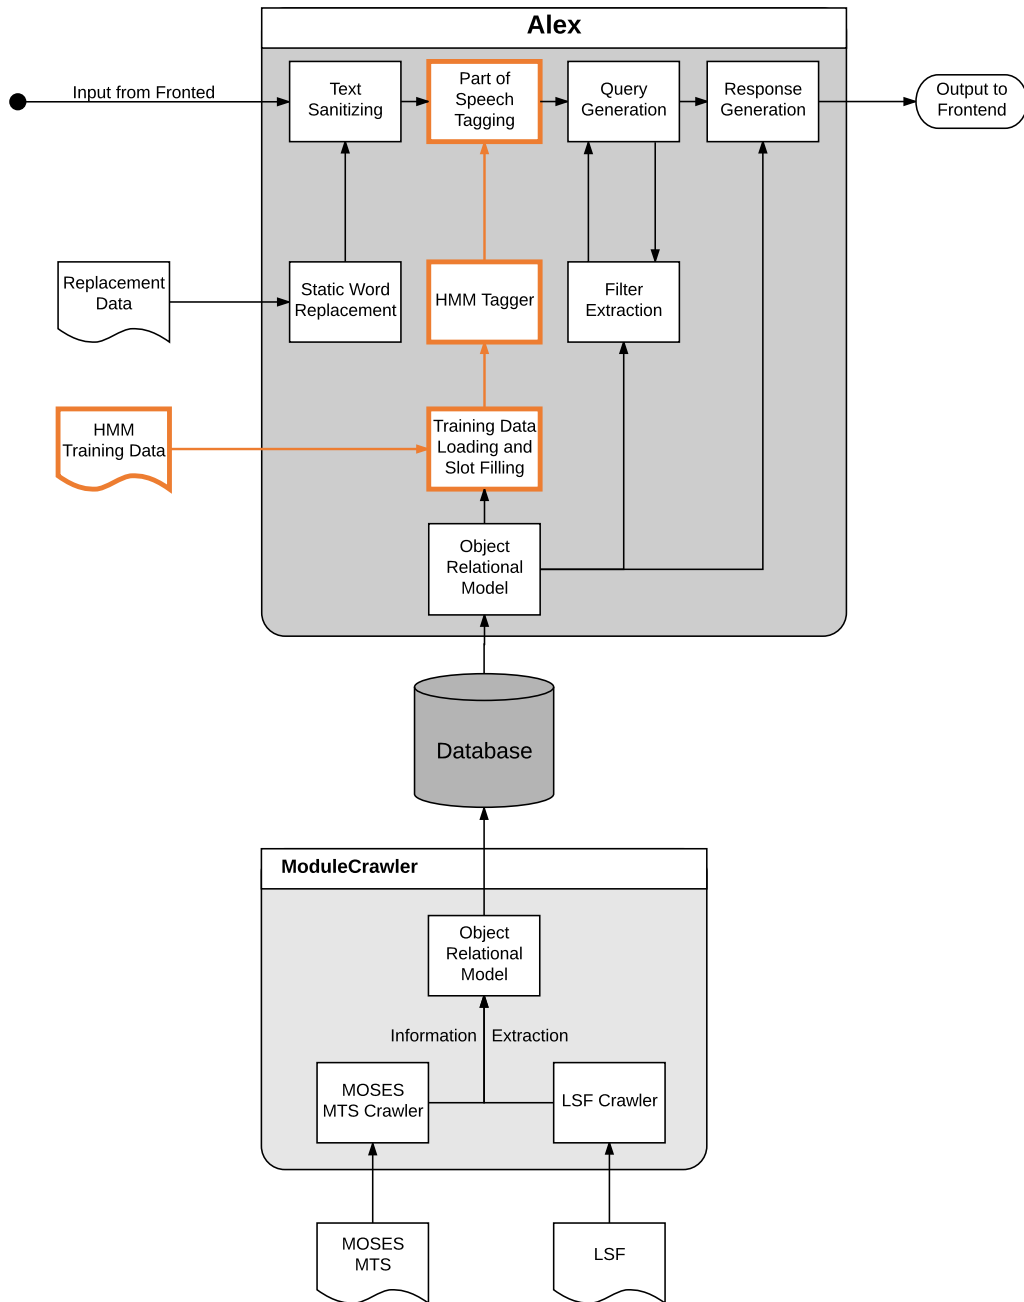 Alex
Input from Fronted
Text
Sanitizing
Part of
Speech
Tagging
Query
Generation
Response
Generation
Output to
Frontend
Replacement
Data
Static Word
Replacement
HMM Tagger
Filter
Extraction
HMM
Training Data
Training Data
Loading and
Slot Filling
Object
Relational
Model
Database
ModuleCrawler
Object
Relational
Model
Information Extraction
MOSES
MTS Crawler
LSF Crawler
MOSES
MTS
LSF